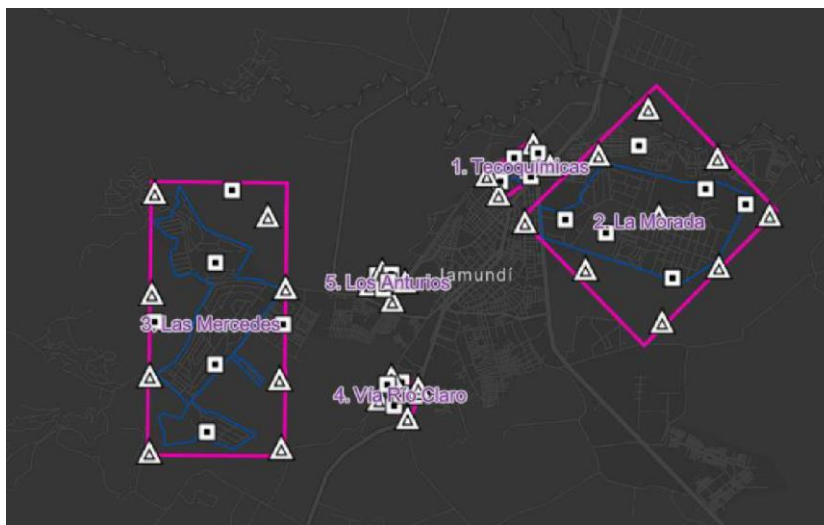 1. Tecoquímicas
2. La Morada
5. Los Anturios
Jamundí
3. Las Mercedes
4. Vía Río Claro